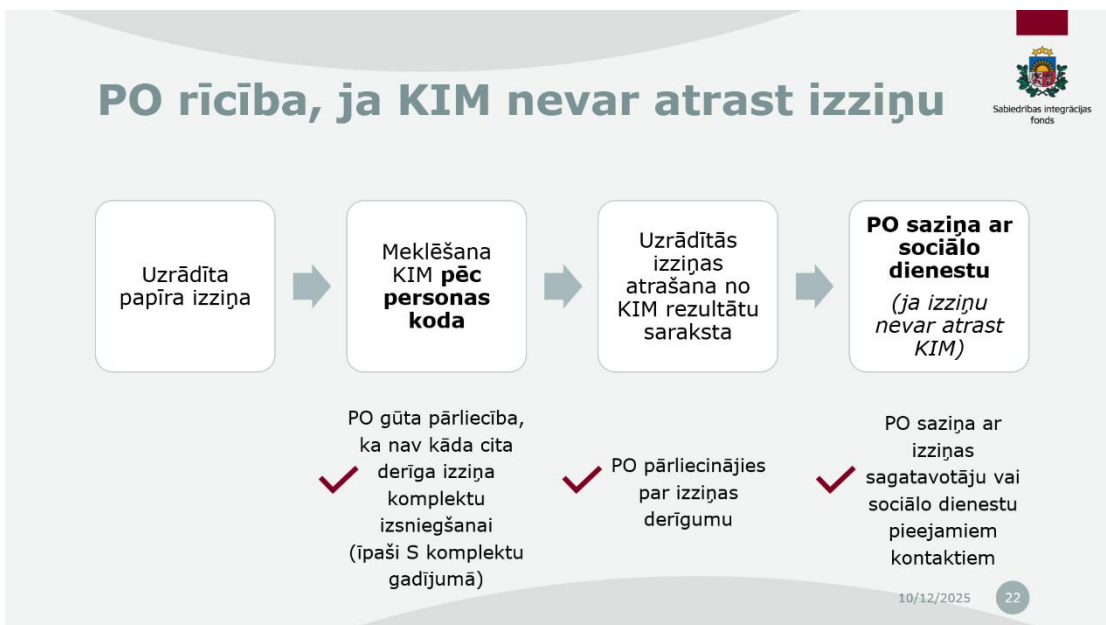 PO rīcība, ja KIM nevar atrast izziņu
Sabiedrības integrācijas
fonds
Uzrādīta
papīra izziņa
Meklēšana
KIM pēc
personas
koda
Uzrādītās
izziņas
atrašana no
KIM rezultātu
saraksta
PO saziņa ar
sociālo
dienestu
(ja izziņu
nevar atrast
KIM)
PO gūta pārliecība,
ka nav kāda cita
derīga izziņa
komplektu
izsniegšanai
(īpaši S komplektu
gadījumā)
PO pārliecinājies
par izziņas
derīgumu
PO saziņa ar
izziņas
sagatavotāju vai
sociālo dienestu
pieejamiem
kontaktiem
10/12/2025
22